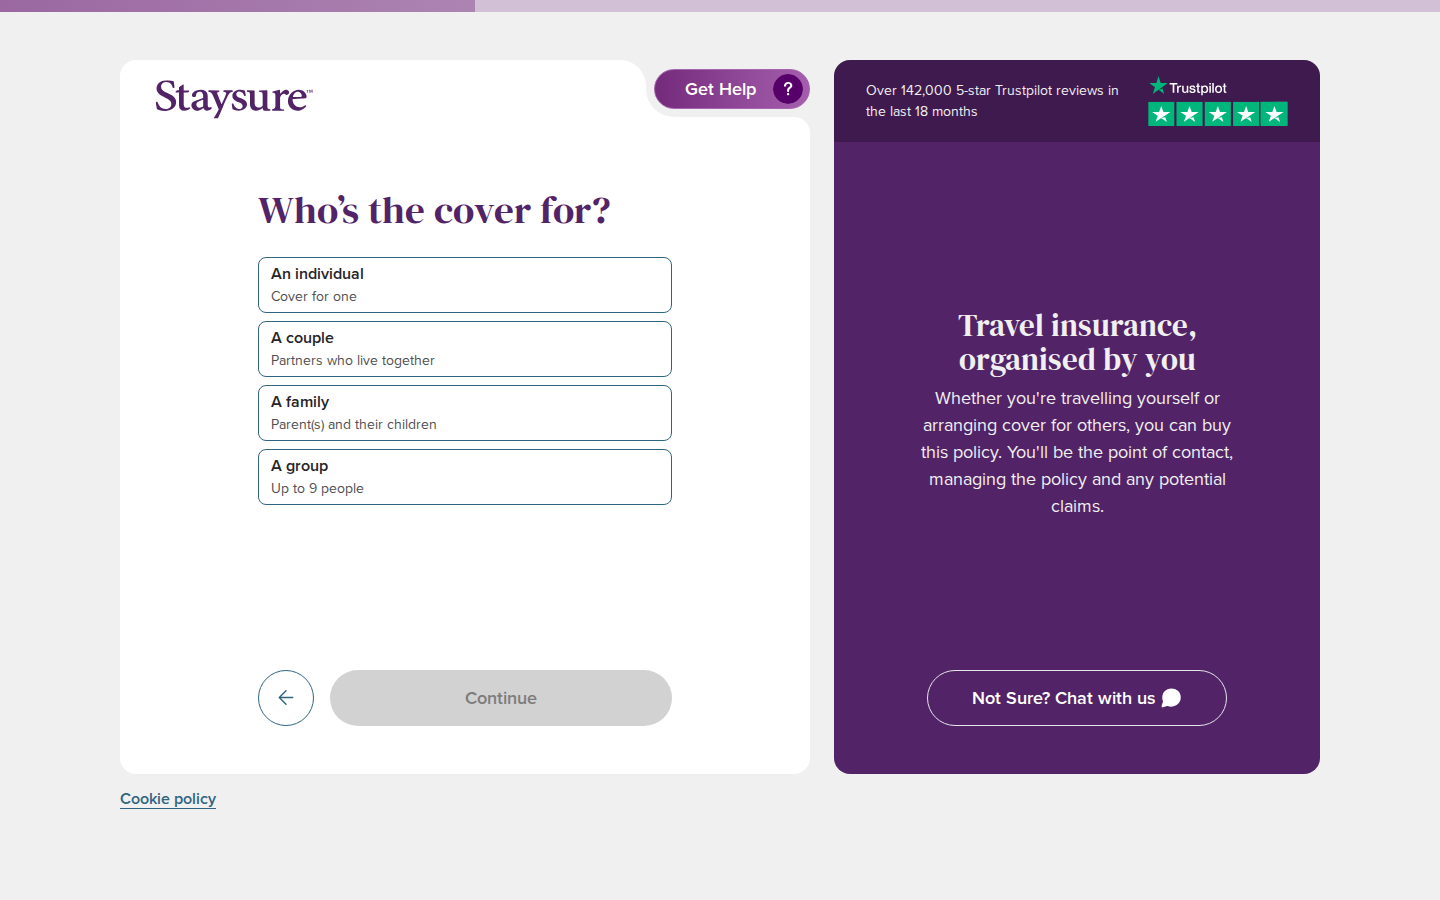 Staysure™
Get Help ?
Who’s the cover for?
An individual
Cover for one
A couple
Partners who live together
A family
Parent(s) and their children
A group
Up to 9 people
Continue
Cookie policy
Over 142,000 5-star Trustpilot reviews in
the last 18 months
Trustpilot
Travel insurance,
organised by you
Whether you're travelling yourself or
arranging cover for others, you can buy
this policy. You'll be the point of contact,
managing the policy and any potential
claims.
Not Sure? Chat with us